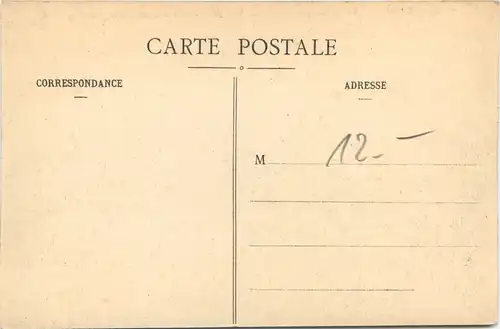 CARTE POSTALE
CORRESPONDANCE
ADRESSE
M 12.-